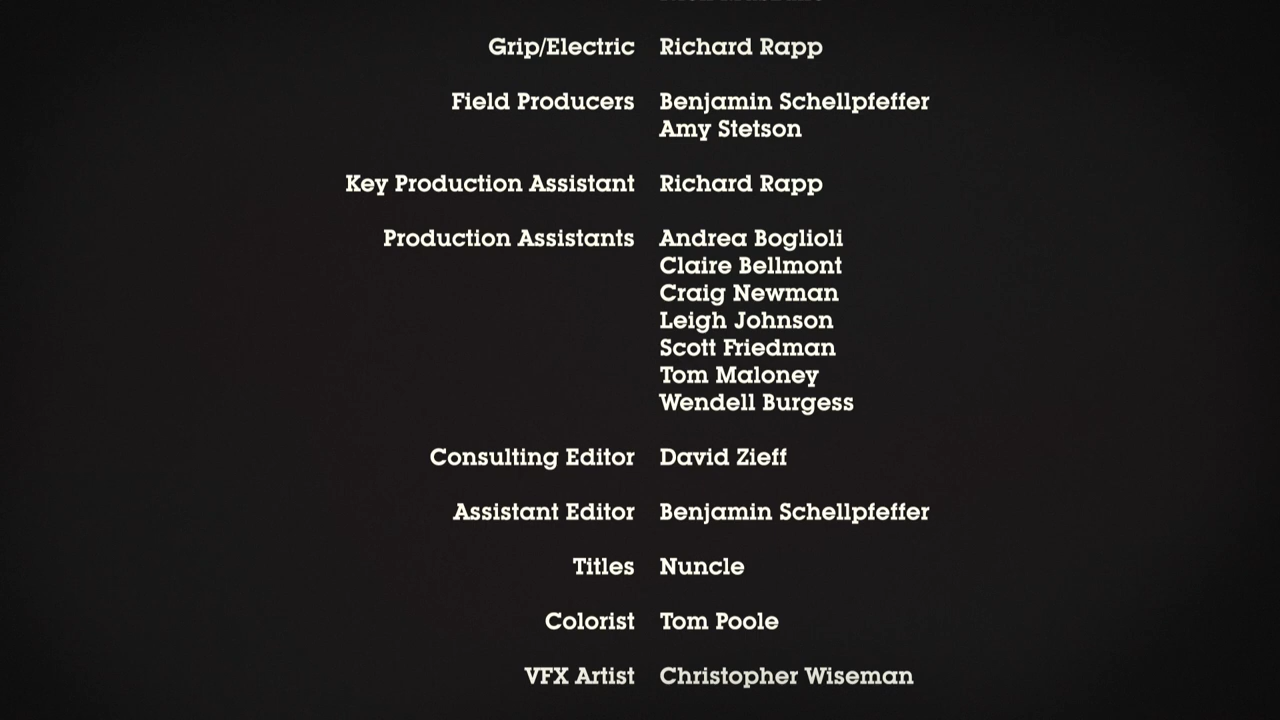 Grip/Electric Richard Rapp
Field Producers Benjamin Schellpfeffer
Amy Stetson
Key Production Assistant Richard Rapp
Production Assistants Andrea Boglioli
Claire Bellmont
Craig Newman
Leigh Johnson
Scott Friedman
Tom Maloney
Wendell Burgess
Consulting Editor David Zieff
Assistant Editor Benjamin Schellpfeffer
Titles Nuncle
Colorist Tom Poole
VFX Artist Christopher Wiseman